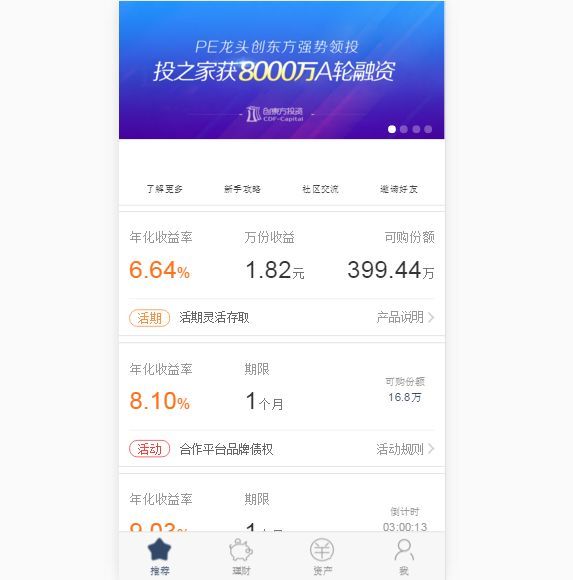 PE龙头创东方强势领投
投之家获8000万A轮融资
创東方投资
CDF-Capital
了解更多 新手攻略 社区交流 邀请好友
年化收益率 万份收益 可购份额
6.64% 1.82元 399.44万
活期 活期灵活存取 产品说明
年化收益率 期限 可购份额
8.10% 1个月 16.8万
活动 合作平台品牌债权 活动规则
年化收益率 期限 倒计时
9.03% 1个月 03:00:13
推荐 理财 资产 我